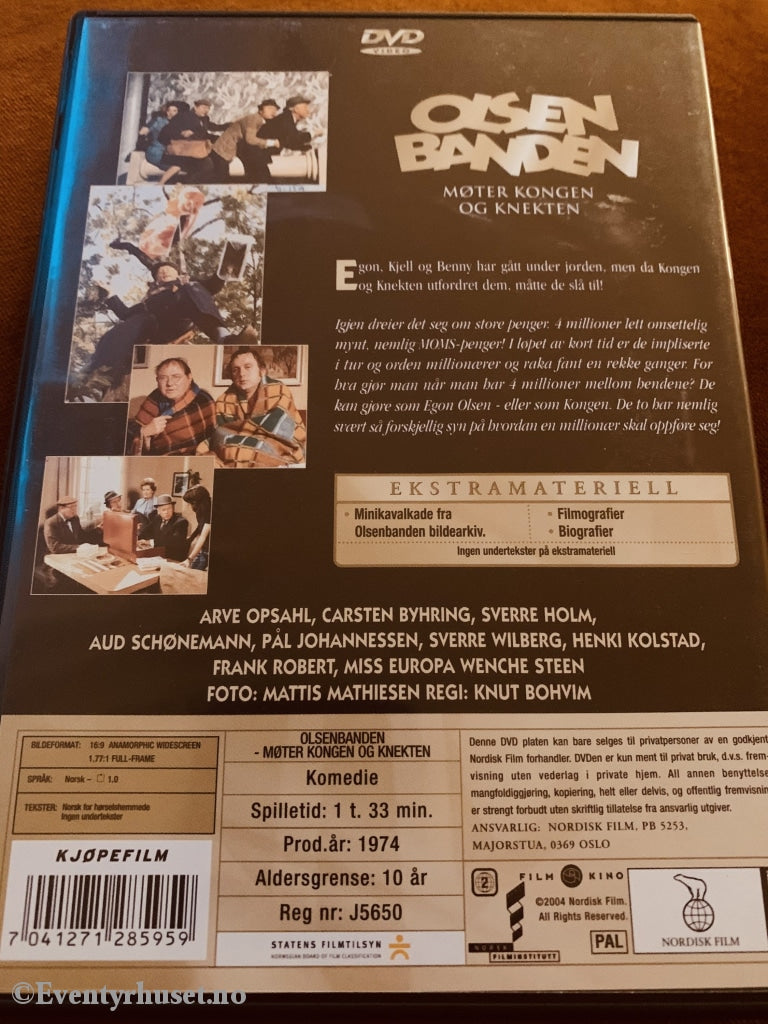 DVD
VIDEO
OLSEN
BANDEN
MØTER KONGEN
OG KNEKTEN
Egon, Kjell og Benny har gått under jorden, men da Kongen
og Knekten utfordret dem, måtte de slå til!
Igjen dreier det seg om store penger. 4 millioner lett omsettelig
mynt, nemlig MOMS-penger! I løpet av kort tid er de impliserte
i tur og orden millionærer og raka fant en rekke ganger. For
hva gjør man når man har 4 millioner mellom hendene? De
kan gjøre som Egon Olsen - eller som Kongen. De to har nemlig
svært så forskjellig syn på hvordan en millionær skal oppføre seg!
EKSTRAMATERIELL
• Minikavalkade fra
Olsenbanden bildearkiv.
• Filmografier
• Biografier
Ingen undertekster på ekstramateriell
ARVE OPSAHL, CARSTEN BYHRING, SVERRE HOLM,
AUD SCHØNEMANN, PÅL JOHANNESSEN, SVERRE WILBERG, HENKI KOLSTAD,
FRANK ROBERT, MISS EUROPA WENCHE STEEN
FOTO: MATTIS MATHIESEN REGI: KNUT BOHVIM
BILDEFORMAT: 16:9 ANAMORPHIC WIDESCREEN
1.77:1 FULL-FRAME
SPRÅK: Norsk – 1.0
TEKSTER: Norsk for hørselshemmede
Ingen undertekster
KJØPEFILM
7 041271 285959
OLSENBANDEN
- MØTER KONGEN OG KNEKTEN
Komedie
Spilletid: 1 t. 33 min.
Prod.år: 1974
Aldersgrense: 10 år
Reg nr: J5650
STATENS FILMTILSYN
NORWEGIAN BOARD OF FILM CLASSIFICATION
Denne DVD platen kan bare selges til privatpersoner av en godkjent
Nordisk Film forhandler. DVDen er kun ment til privat bruk, d.v.s. frem-
visning uten vederlag i private hjem. All annen benyttelse
mangfoldiggjøring, kopiering, helt eller delvis, og offentlig fremvisning
er strengt forbudt uten skriftlig tillatelse fra ansvarlig utgiver.
ANSVARLIG: NORDISK FILM, PB 5253,
MAJORSTUA, 0369 OSLO
2
FILM KINO
NORSK
FILMINSTITUTT
©2004 Nordisk Film.
All Rights Reserved.
PAL
NORDISK FILM
©Eventyrhuset.no